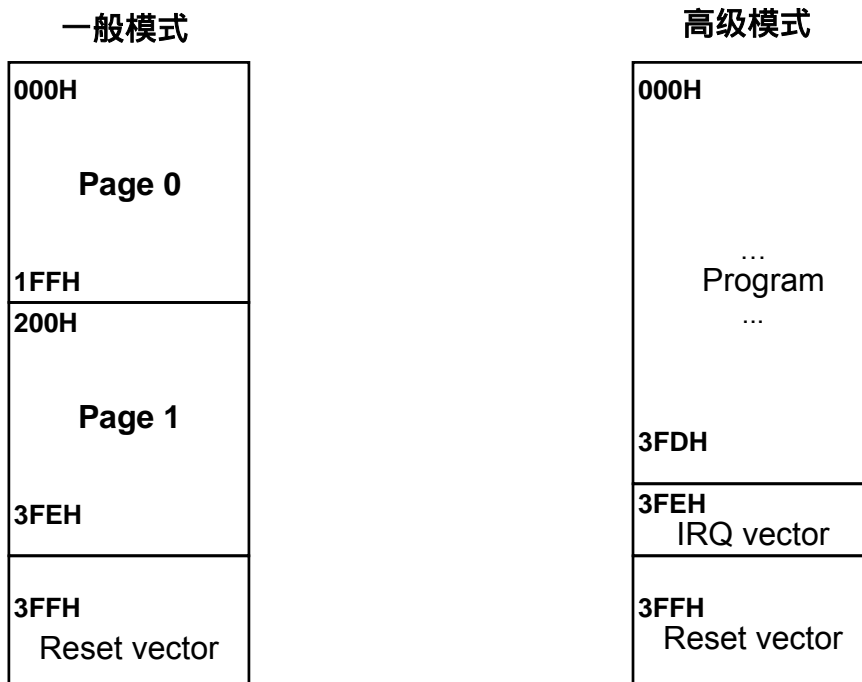 一般模式
000H
Page 0
1FFH
200H
Page 1
3FEH
3FFH
Reset vector
高级模式
000H
...
Program
...
3FDH
3FEH
IRQ vector
3FFH
Reset vector